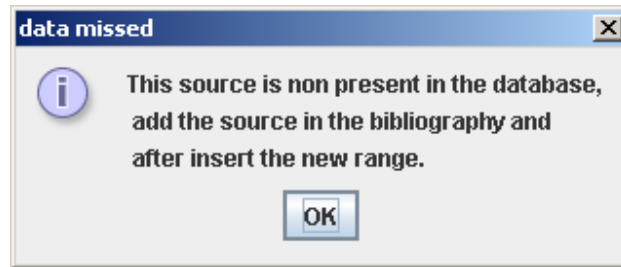 data missed
This source is non present in the database,
add the source in the bibliography and
after insert the new range.
OK